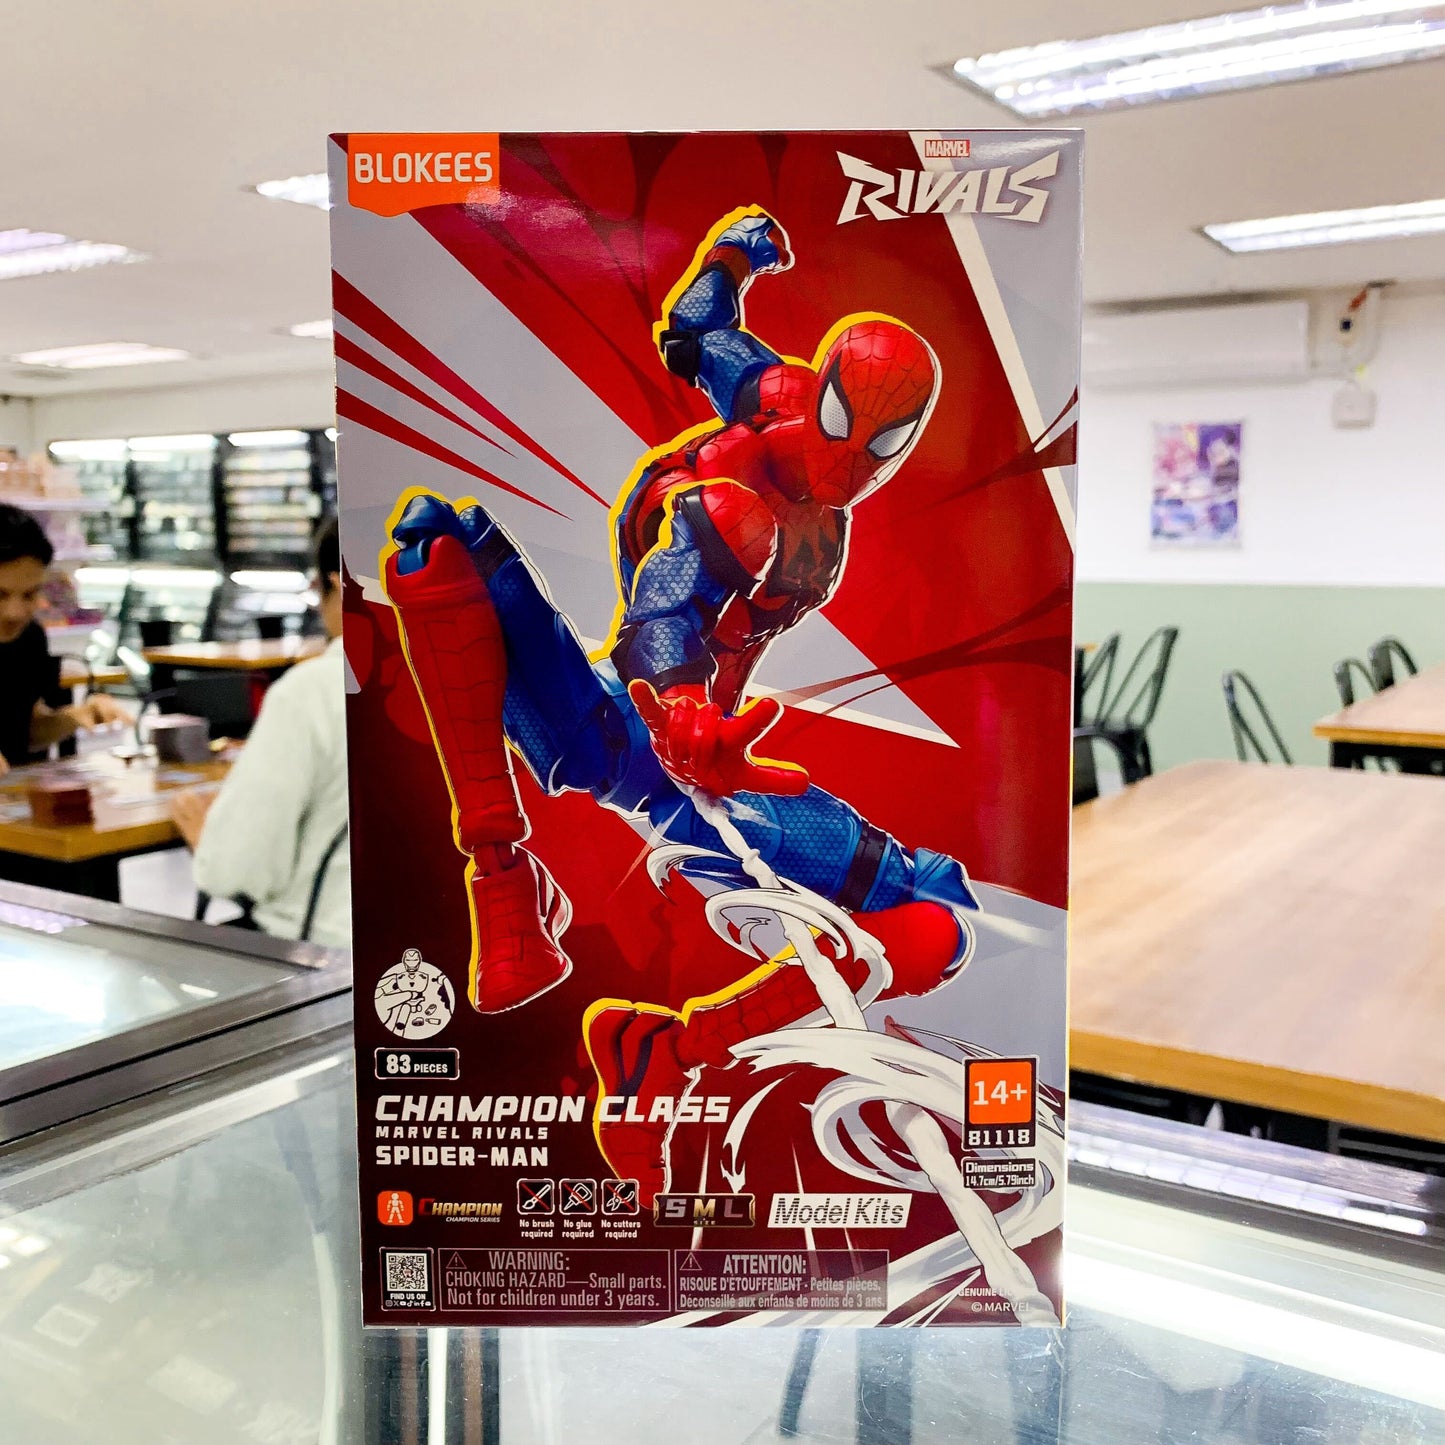 BLOKEES
MARVEL
RIVALS
83 PIECES
CHAMPION CLASS
MARVEL RIVALS
SPIDER-MAN
14+
81118
Dimensions
14.7cm/5.79inch
CHAMPION
CHAMPION SERIES
No brush required
No glue required
No cutters required
S M L
SIZE
Model Kits
FIND US ON
WARNING:
CHOKING HAZARD—Small parts.
Not for children under 3 years.
ATTENTION:
RISQUE D'ÉTOUFFEMENT - Petites pièces.
Déconseillé aux enfants de moins de 3 ans.
GENUINE
© MARVEL